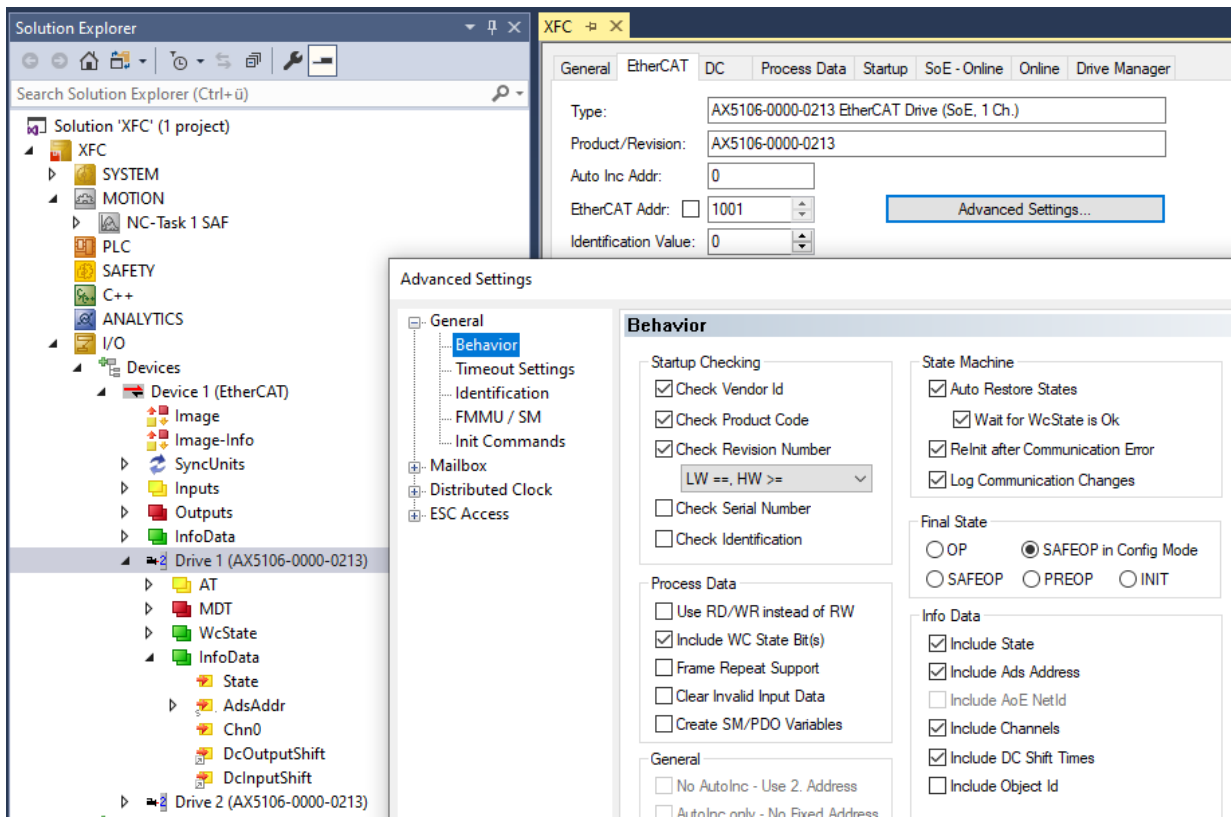 Solution Explorer
Search Solution Explorer (Ctrl+ü)
Solution 'XFC' (1 project)
XFC
SYSTEM
MOTION
NC-Task 1 SAF
PLC
SAFETY
C++
ANALYTICS
I/O
Devices
Device 1 (EtherCAT)
Image
Image-Info
SyncUnits
Inputs
Outputs
InfoData
Drive 1 (AX5106-0000-0213)
AT
MDT
WcState
InfoData
State
AdsAddr
Chn0
DcOutputShift
DcInputShift
Drive 2 (AX5106-0000-0213)
XFC
General EtherCAT DC Process Data Startup SoE - Online Online Drive Manager
Type: AX5106-0000-0213 EtherCAT Drive (SoE, 1 Ch.)
Product/Revision: AX5106-0000-0213
Auto Inc Addr: 0
EtherCAT Addr: 1001 Advanced Settings...
Identification Value: 0
Advanced Settings
General
Behavior
Timeout Settings
Identification
FMMU / SM
Init Commands
Mailbox
Distributed Clock
ESC Access
Behavior
Startup Checking
Check Vendor Id
Check Product Code
Check Revision Number
LW ==, HW >=
Check Serial Number
Check Identification
Process Data
Use RD/WR instead of RW
Include WC State Bit(s)
Frame Repeat Support
Clear Invalid Input Data
Create SM/PDO Variables
General
No AutoInc - Use 2. Address
AutoInc only - No Fixed Address
State Machine
Auto Restore States
Wait for WcState is Ok
ReInit after Communication Error
Log Communication Changes
Final State
OP SAFEOP in Config Mode
SAFEOP PREOP INIT
Info Data
Include State
Include Ads Address
Include AoE NetId
Include Channels
Include DC Shift Times
Include Object Id